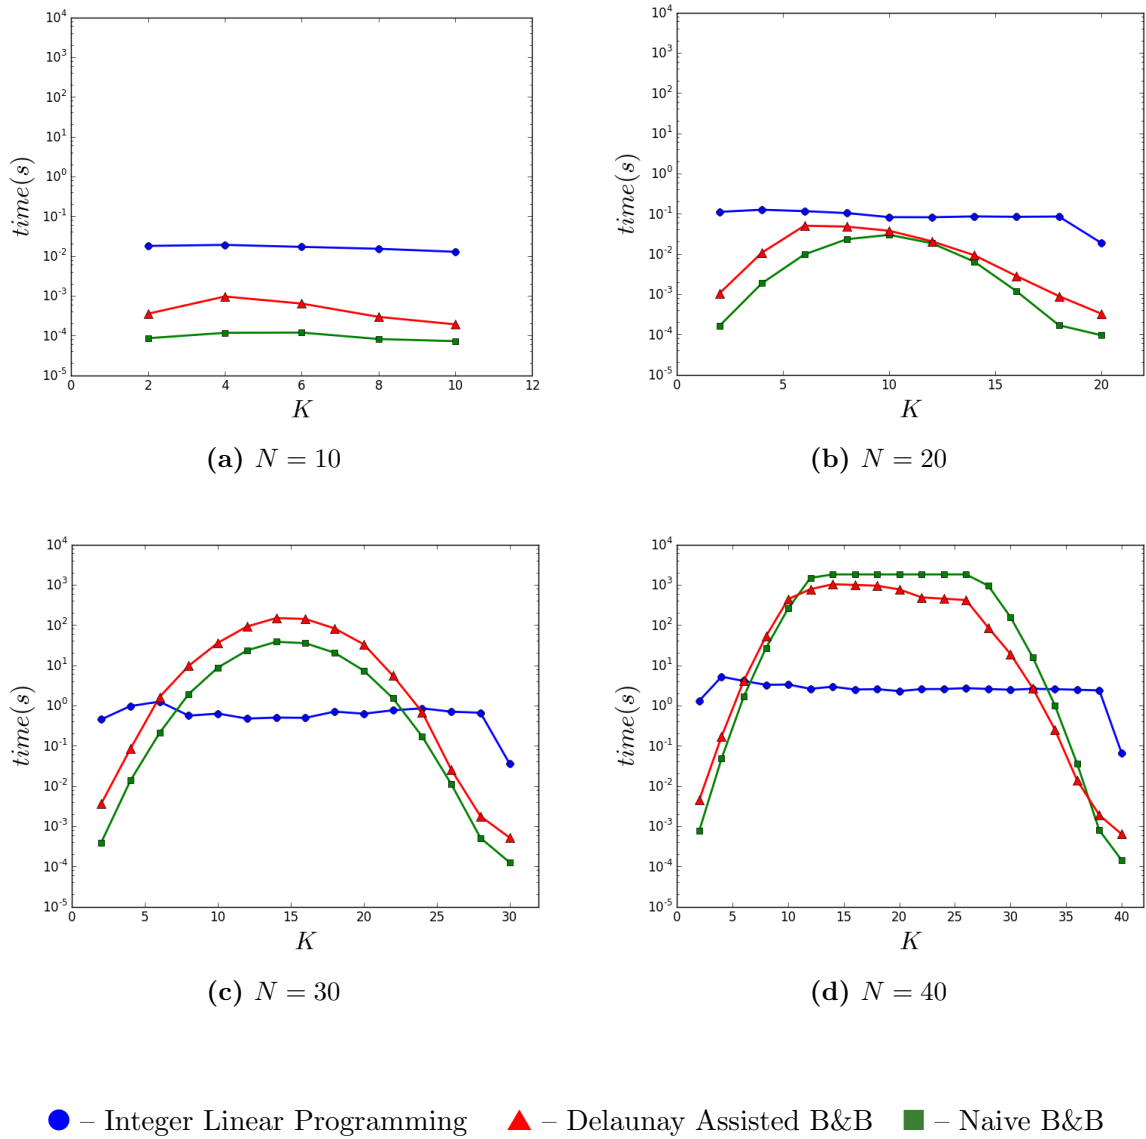 10^4
10^3
10^2
10^1
10^0
10^-1
10^-2
10^-3
10^-4
10^-5
time(s)
0 2 4 6 8 10 12
K
(a) N = 10
10^4
10^3
10^2
10^1
10^0
10^-1
10^-2
10^-3
10^-4
10^-5
time(s)
0 5 10 15 20
K
(b) N = 20
10^4
10^3
10^2
10^1
10^0
10^-1
10^-2
10^-3
10^-4
10^-5
time(s)
0 5 10 15 20 25 30
K
(c) N = 30
10^4
10^3
10^2
10^1
10^0
10^-1
10^-2
10^-3
10^-4
10^-5
time(s)
0 5 10 15 20 25 30 35 40
K
(d) N = 40
– Integer Linear Programming – Delaunay Assisted B&B – Naive B&B